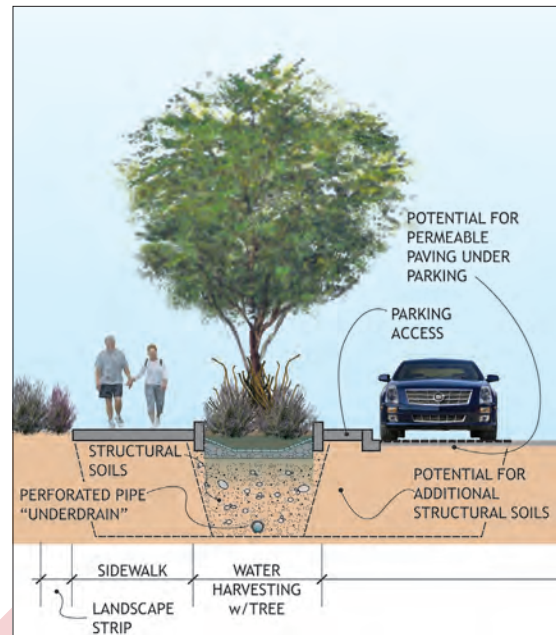 POTENTIAL FOR
PERMEABLE
PAVING UNDER
PARKING
PARKING
ACCESS
STRUCTURAL
SOILS
PERFORATED PIPE
“UNDERDRAIN”
POTENTIAL FOR
ADDITIONAL
STRUCTURAL SOILS
SIDEWALK
WATER
HARVESTING
w/TREE
LANDSCAPE
STRIP